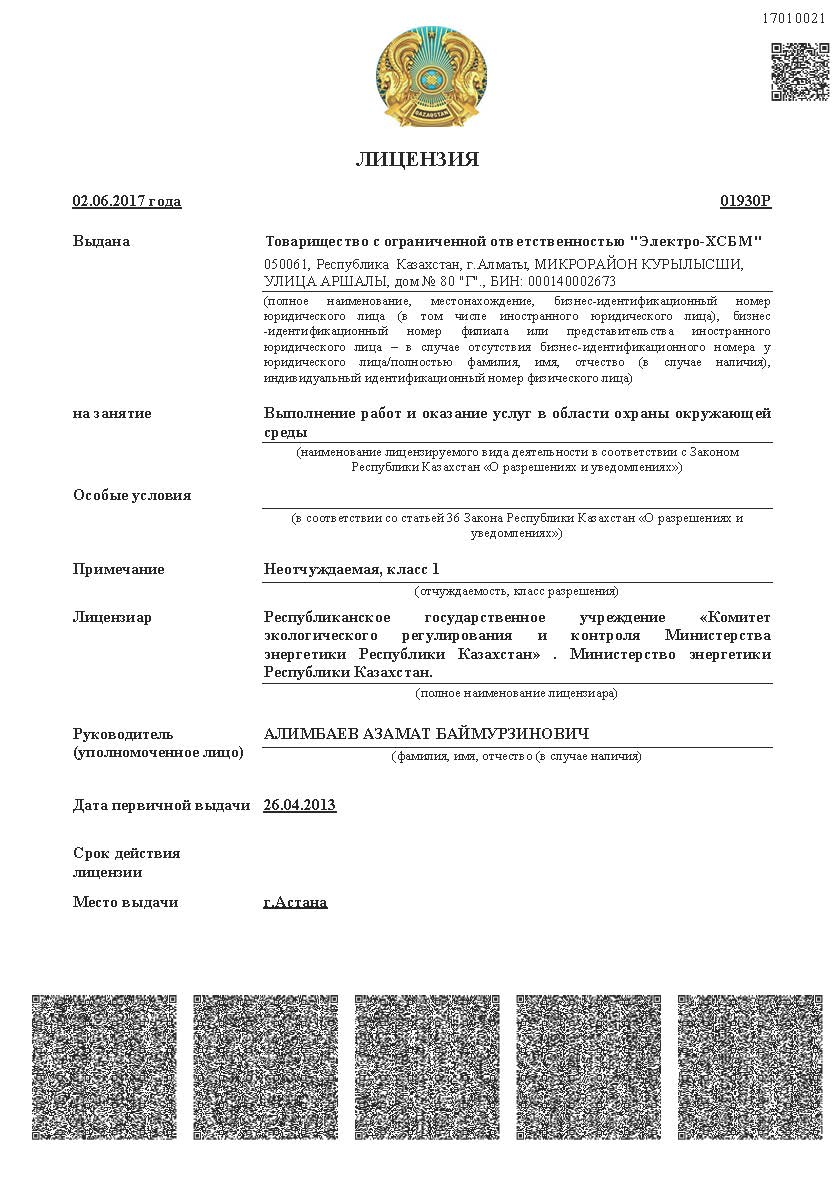 17010021
QAZAQSTAN
ЛИЦЕНЗИЯ
02.06.2017 года 01930Р
Выдана Товарищество с ограниченной ответственностью "Электро-ХСБМ"
050061, Республика Казахстан, г.Алматы, МИКРОРАЙОН КУРЫЛЫСШИ,
УЛИЦА АРШАЛЫ, дом № 80 "Г"., БИН: 000140002673
(полное наименование, местонахождение, бизнес-идентификационный номер
юридического лица (в том числе иностранного юридического лица), бизнес
-идентификационный номер филиала или представительства иностранного
юридического лица – в случае отсутствия бизнес-идентификационного номера у
юридического лица/полностью фамилия, имя, отчество (в случае наличия),
индивидуальный идентификационный номер физического лица)
на занятие Выполнение работ и оказание услуг в области охраны окружающей
среды
(наименование лицензируемого вида деятельности в соответствии с Законом
Республики Казахстан «О разрешениях и уведомлениях»)
Особые условия
(в соответствии со статьей 36 Закона Республики Казахстан «О разрешениях и
уведомлениях»)
Примечание Неотчуждаемая, класс 1
(отчуждаемость, класс разрешения)
Лицензиар Республиканское государственное учреждение «Комитет
экологического регулирования и контроля Министерства
энергетики Республики Казахстан» . Министерство энергетики
Республики Казахстан.
(полное наименование лицензиара)
Руководитель АЛИМБАЕВ АЗАМАТ БАЙМУРЗИНОВИЧ
(уполномоченное лицо)
(фамилия, имя, отчество (в случае наличия)
Дата первичной выдачи 26.04.2013
Срок действия
лицензии
Место выдачи г.Астана